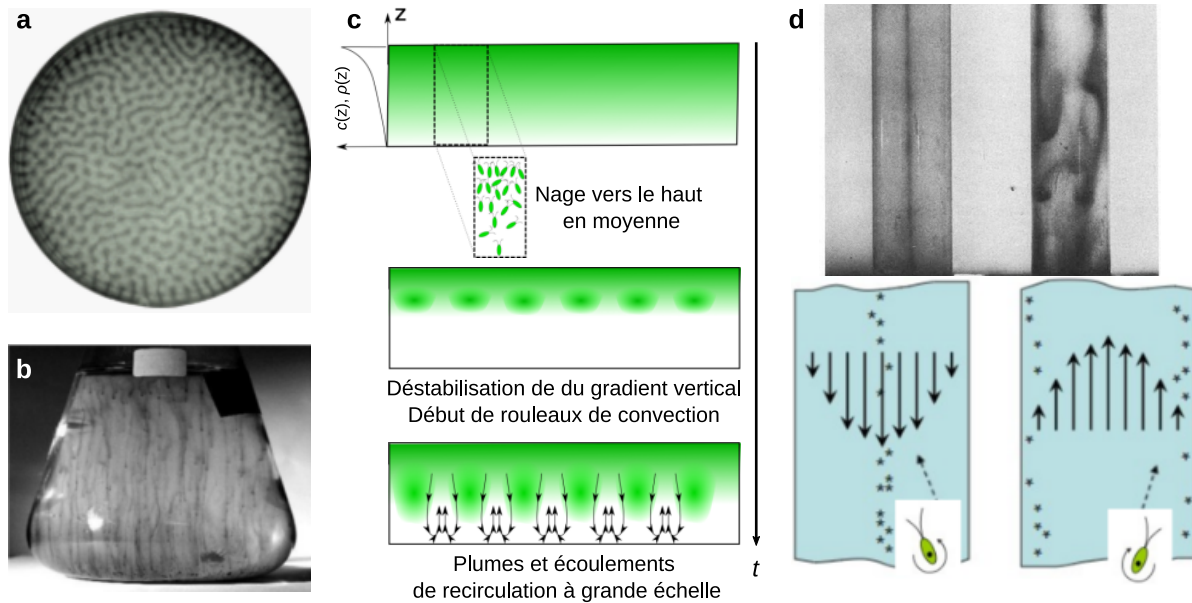 a
b
c
z
c(z), ρ(z)
Nage vers le haut
en moyenne
Déstabilisation de du gradient vertical
Début de rouleaux de convection
Plumes et écoulements
de recirculation à grande échelle
t
d